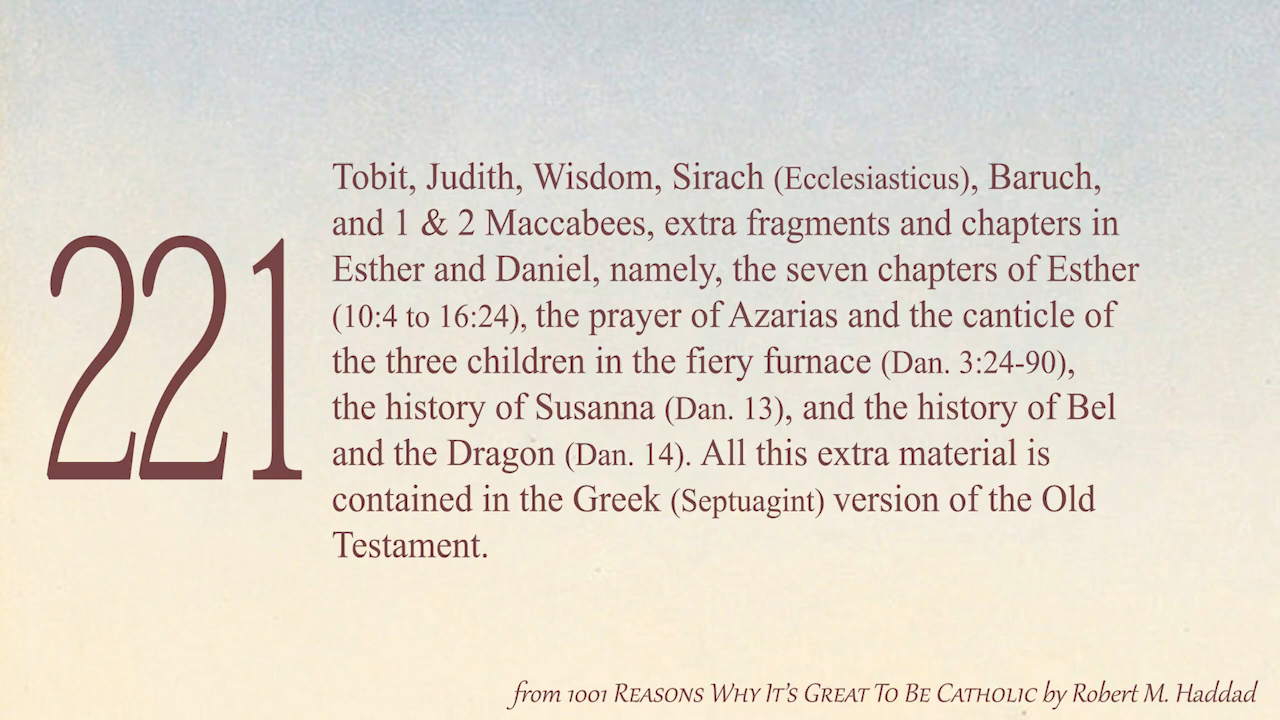 221
Tobit, Judith, Wisdom, Sirach (Ecclesiasticus), Baruch,
and 1 & 2 Maccabees, extra fragments and chapters in
Esther and Daniel, namely, the seven chapters of Esther
(10:4 to 16:24), the prayer of Azarias and the canticle of
the three children in the fiery furnace (Dan. 3:24-90),
the history of Susanna (Dan. 13), and the history of Bel
and the Dragon (Dan. 14). All this extra material is
contained in the Greek (Septuagint) version of the Old
Testament.
from 1001 Reasons Why It's Great To Be Catholic by Robert M. Haddad